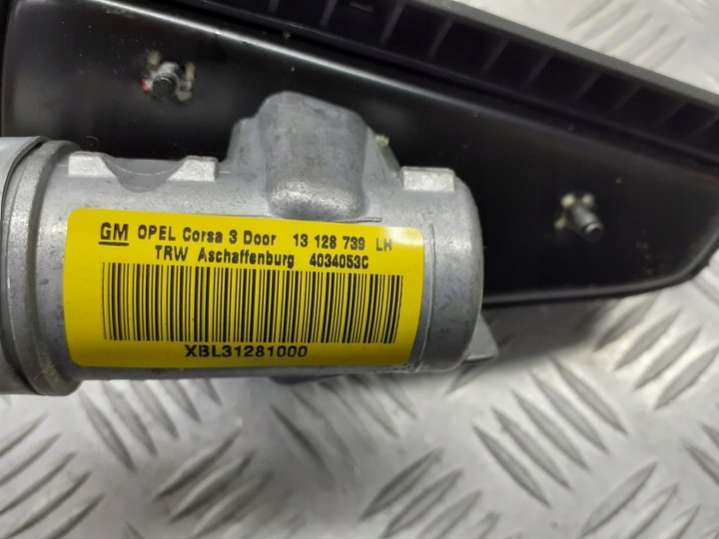 GM OPEL Corsa 3 Door 13 128 739 LH
TRW Aschaffenburg 4034053C
XBL31281000